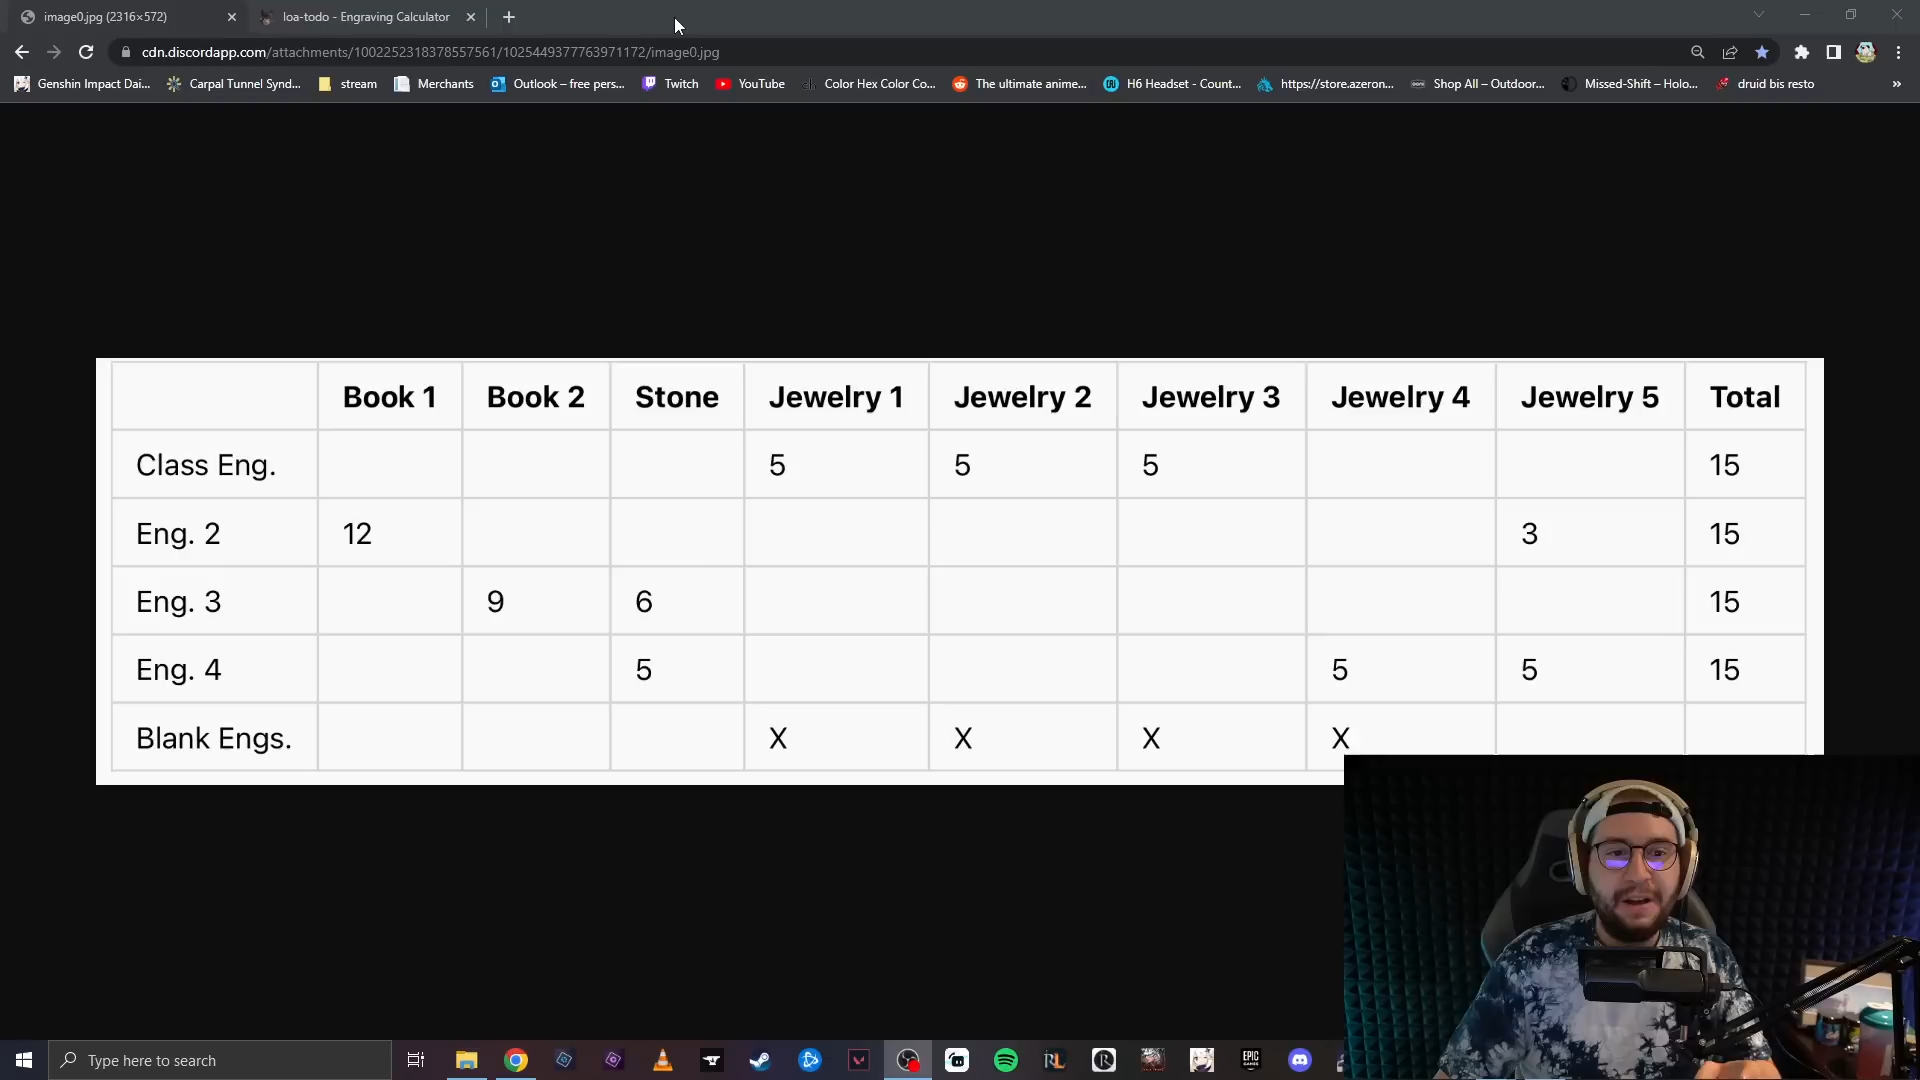 image0.jpg (2316×572)
loa-todo - Engraving Calculator
cdn.discordapp.com/attachments/1002252318378557561/1025449377763971172/image0.jpg
Genshin Impact Dai...
Carpal Tunnel Synd...
stream
Merchants
Outlook – free pers...
Twitch
YouTube
Color Hex Color Co...
The ultimate anime...
H6 Headset - Count...
https://store.azeron...
Shop All – Outdoor...
Missed-Shift – Holo...
druid bis resto
Book 1 Book 2 Stone Jewelry 1 Jewelry 2 Jewelry 3 Jewelry 4 Jewelry 5 Total
Class Eng. 5 5 5 15
Eng. 2 12 3 15
Eng. 3 9 6 15
Eng. 4 5 5 5 15
Blank Engs. X X X X
Type here to search
RL
EPIC GAMES